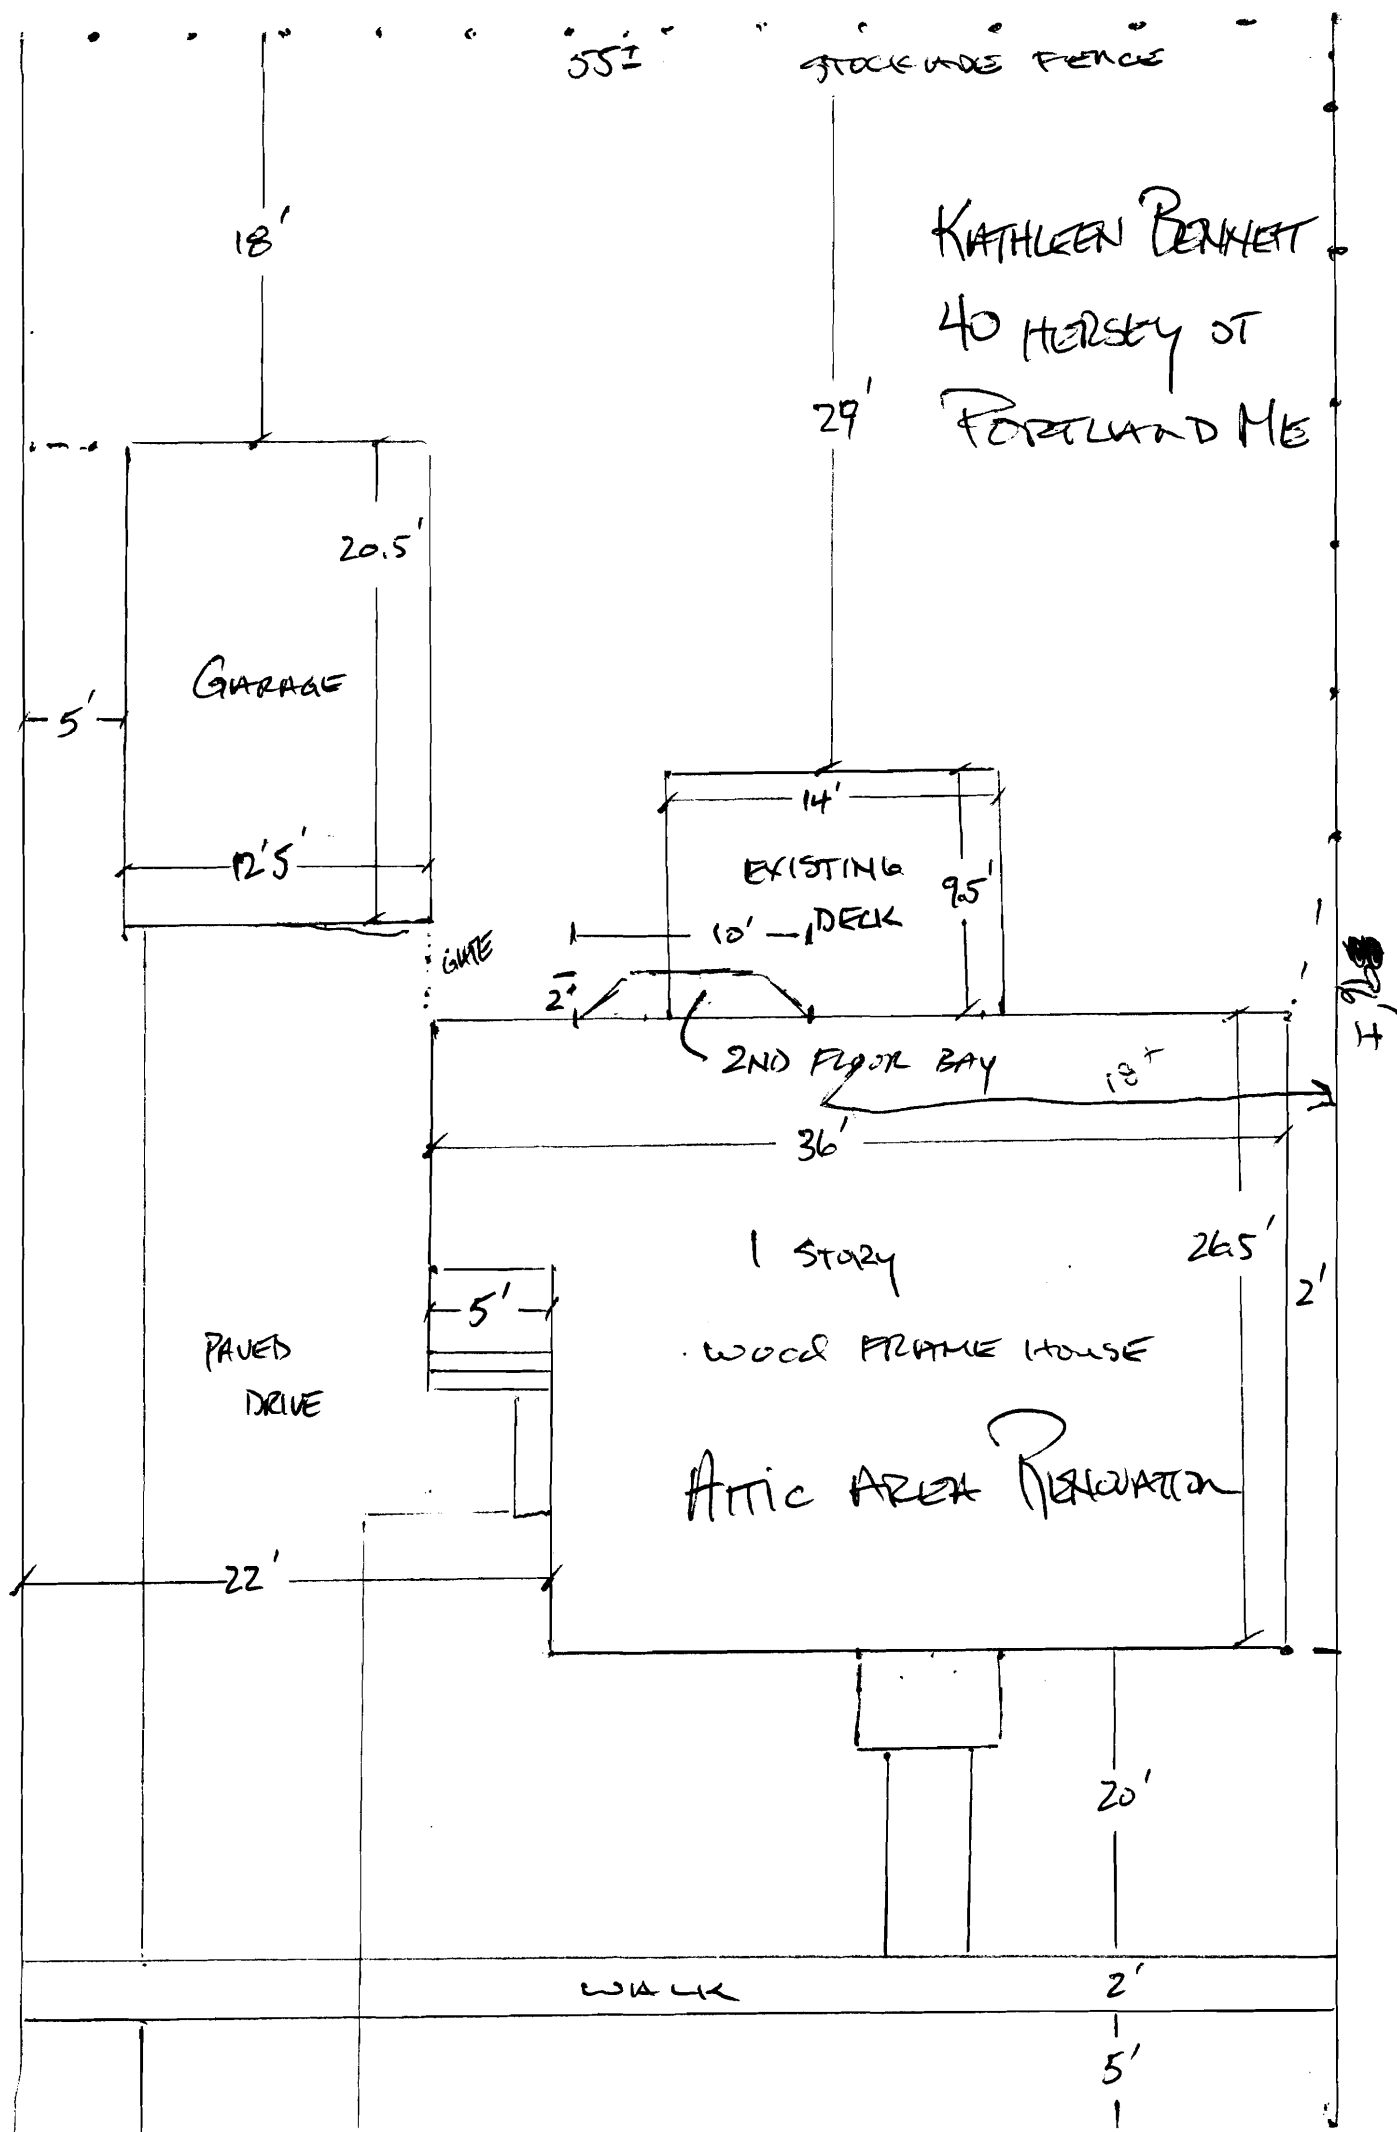 55±
STOCKADE FENCE
18'
KATHLEEN BENNETT
40 HERSEY ST
PORTLAND ME
29'
20.5'
GARAGE
5'
14'
12'5'
EXISTING
DECK
9.5'
10'
GATE
2'
2ND FLOOR BAY
18+
36'
1 STORY
26.5'
2'
5'
WOOD FRAME HOUSE
PAVED
DRIVE
ATTIC AREA RENOVATION
22'
20'
WALK
2'
5'